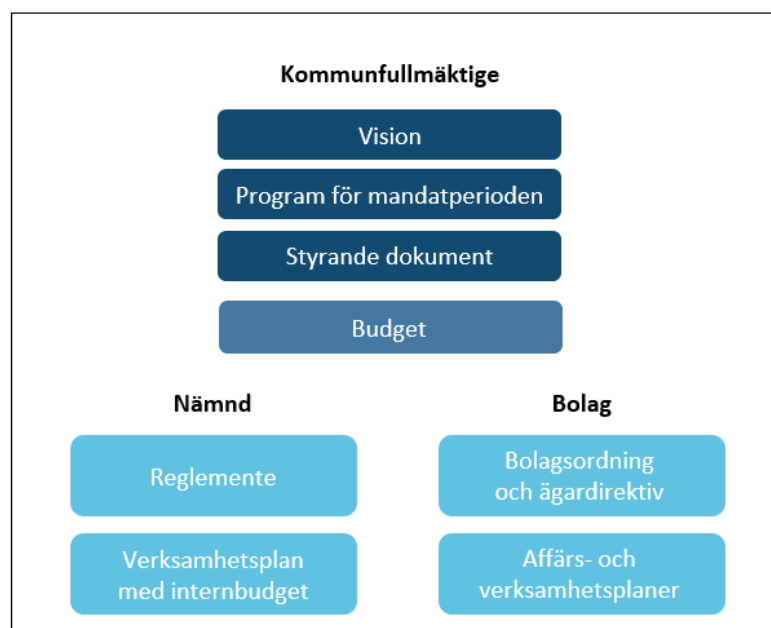 Kommunfullmäktige
Vision
Program för mandatperioden
Styrande dokument
Budget
Nämnd
Reglemente
Verksamhetsplan
med internbudget
Bolag
Bolagsordning
och ägardirektiv
Affärs- och
verksamhetsplaner